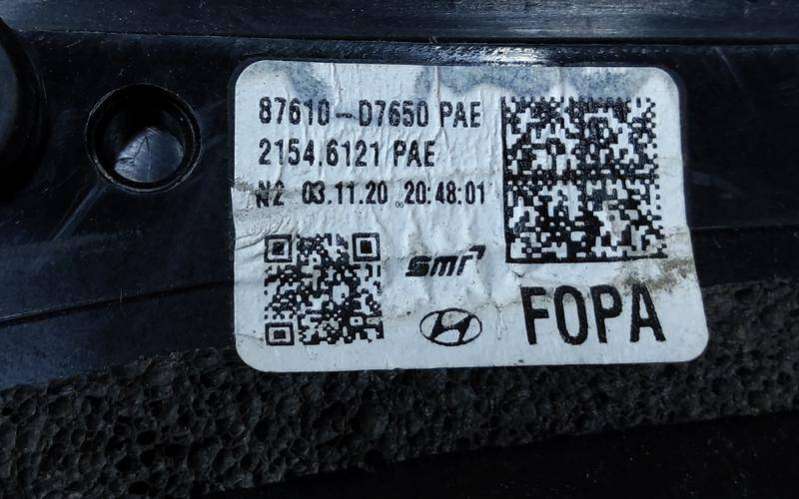 87610-D7650 PAE
2154.6121 PAE
N2 03.11.20 20:48:01
smr
FOPA